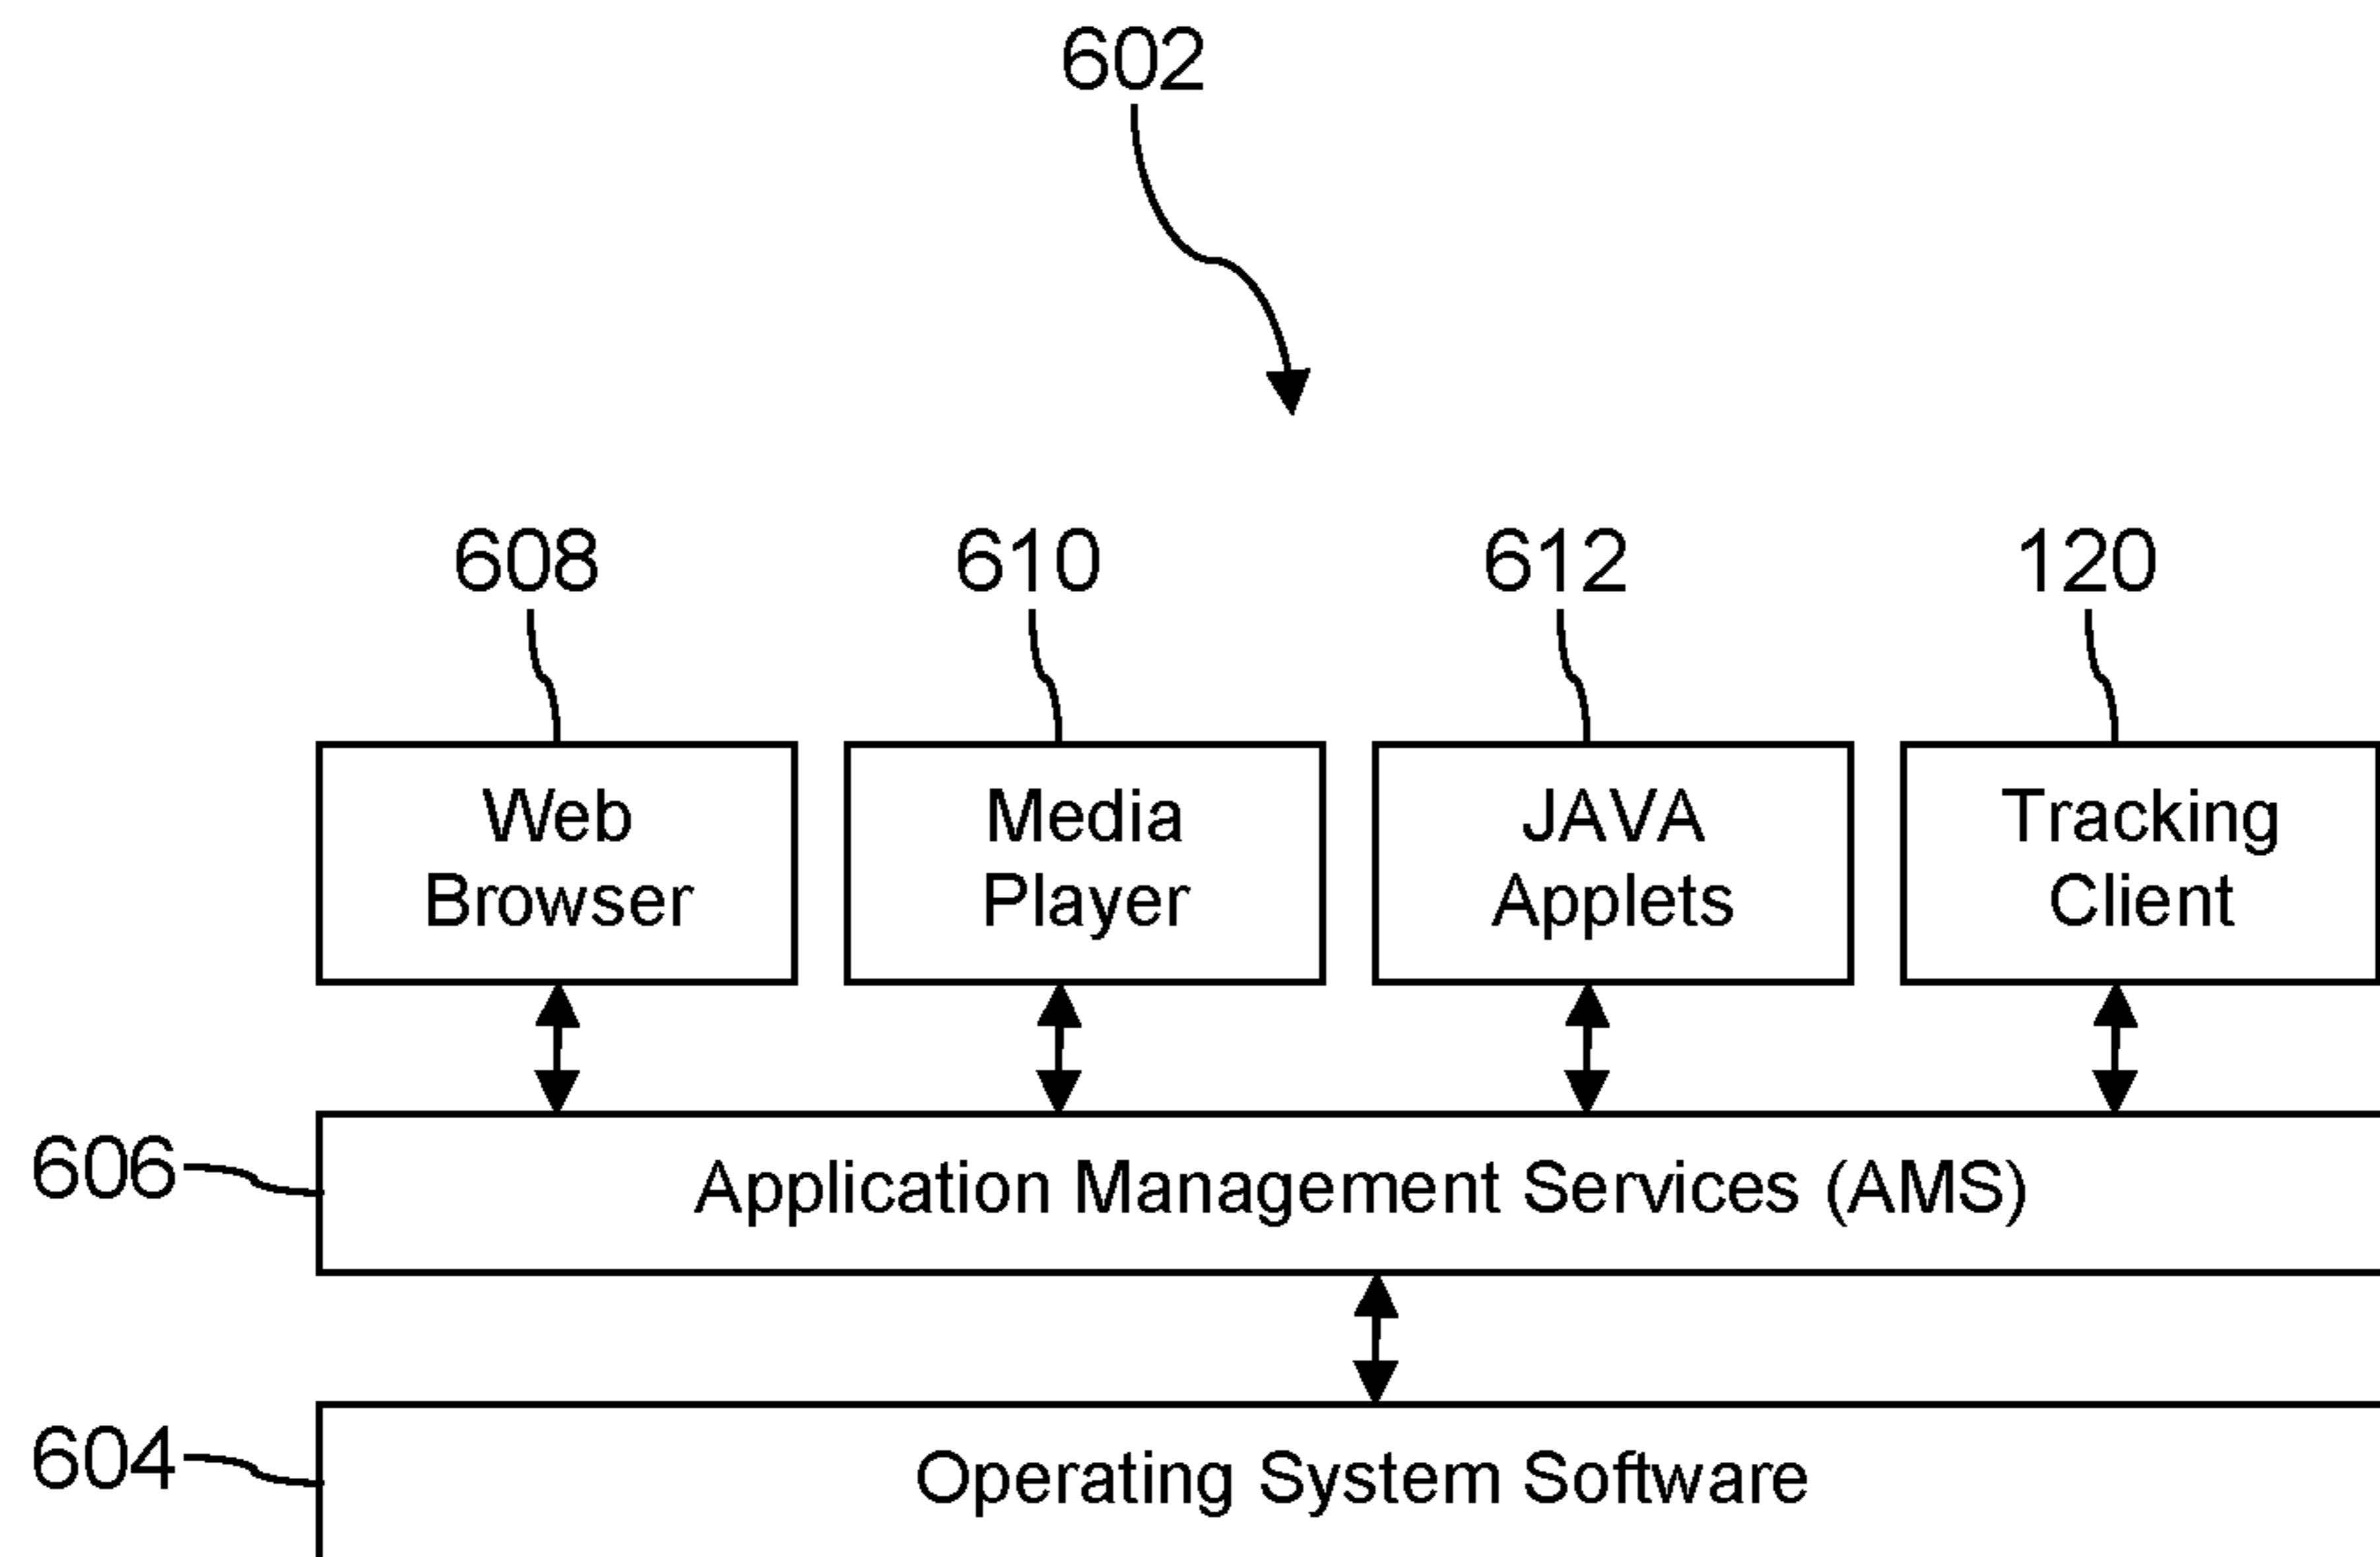 602
608
610
612
120
Web
Browser
Media
Player
JAVA
Applets
Tracking
Client
606
Application Management Services (AMS)
604
Operating System Software